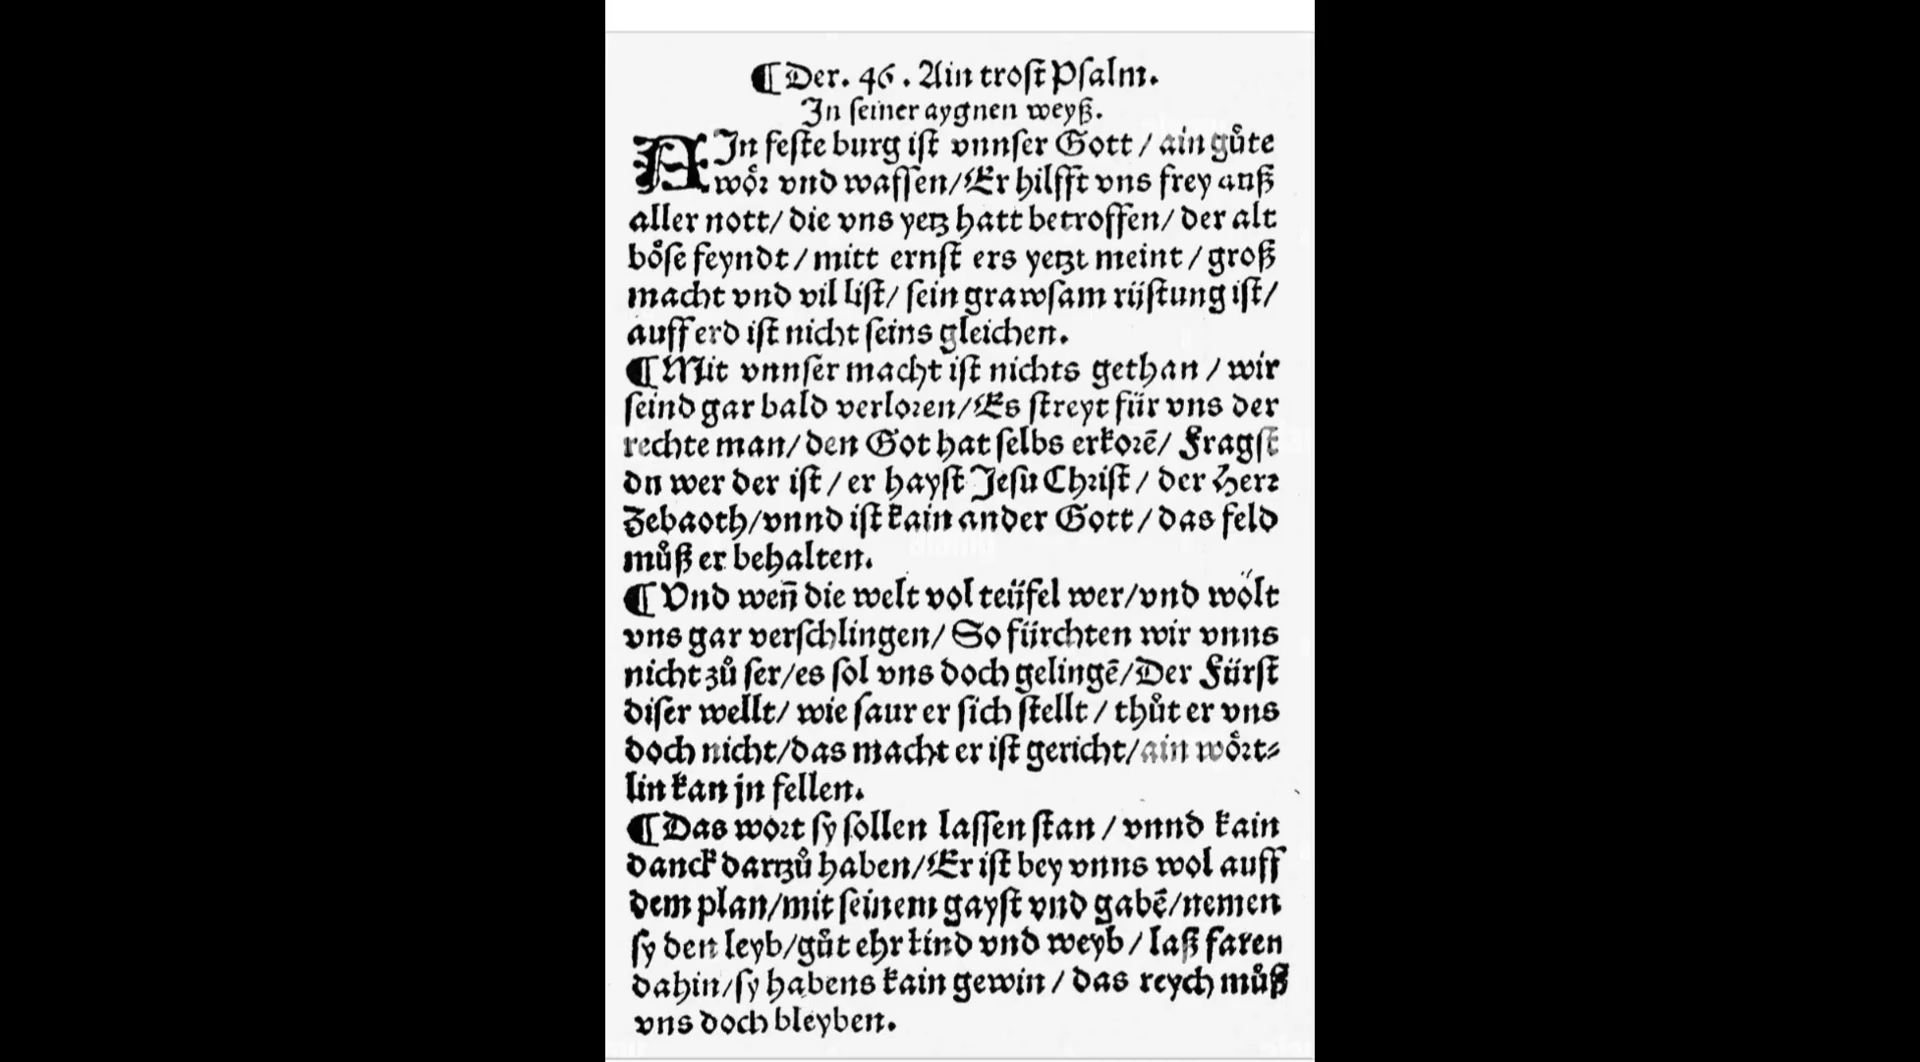 ¶ Der. 46. Ain trost Psalm.
In seiner aygnen weyß.
AIn feste burg ist vnnser Gott / ain gůte
wo̊r vnd waffen/Er hilfft vns frey auß
aller nott/ die vns yetz hatt betroffen/ der alt
bo̊se feyndt / mitt ernst ers yetzt meint / groß
macht vnd vil list/ sein grawsam rüstung ist/
auff erd ist nicht seins gleichen.
¶ Mit vnnser macht ist nichts gethan / wir
seind gar bald verloren/Es streyt für vns der
rechte man/ den Got hat selbs erkorē/ Fragst
du wer der ist / er hayst Jesu Christ / der Herr
Zebaoth/vnnd ist kain ander Gott / das feld
můß er behalten.
¶ Vnd weñ die welt vol teüfel wer/vnd wölt
vns gar verschlingen/ So fürchten wir vnns
nicht zů ser/es sol vns doch gelingē/Der Fürst
diser wellt/ wie saur er sich stellt / thůt er vns
doch nicht/das macht er ist gericht/ain wo̊rt⸗
lin kan jn fellen.
¶ Das wort sy sollen lassen stan / vnnd kain
danck dartzů haben/Er ist bey vnns wol auff
dem plan/mit seinem gayst vnd gabē/nemen
sy den leyb/gůt ehr kind vnd weyb / laß faren
dahin/sy habens kain gewin / das reych můß
vns doch bleyben.